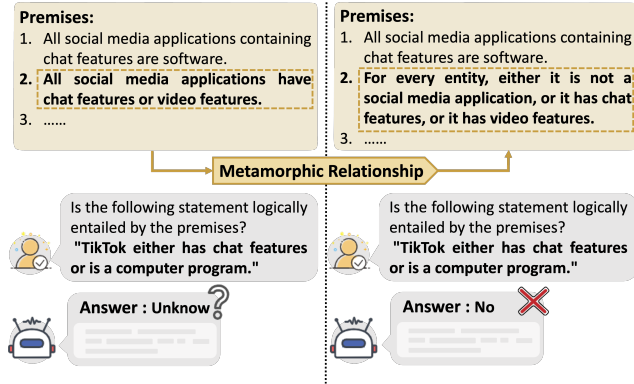 Premises:
1. All social media applications containing
chat features are software.
2. All social media applications have
chat features or video features.
3. ......
Premises:
1. All social media applications containing
chat features are software.
2. For every entity, either it is not a
social media application, or it has chat
features, or it has video features.
3. ......
Metamorphic Relationship
Is the following statement logically
entailed by the premises?
"TikTok either has chat features
or is a computer program."
Is the following statement logically
entailed by the premises?
"TikTok either has chat features
or is a computer program."
Answer : Unknow?
Answer : No